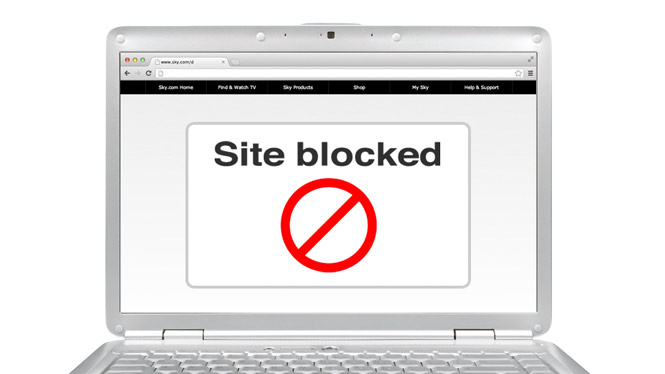 www.sky.com/d
Sky.com Home Find & Watch TV Sky Products Shop My Sky Help & Support
Site blocked